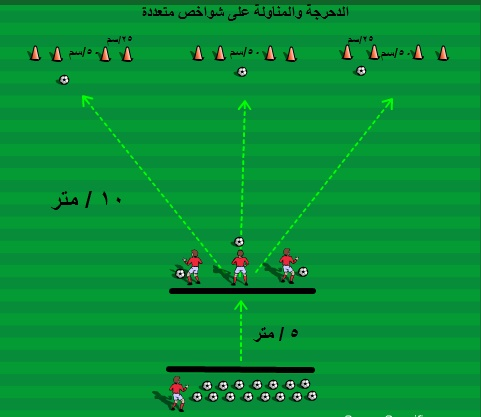 الدحرجة والمناولة على شواخص متعددة
٢٥/سم
٥٠/سم
٥٠/سم
٢٥/سم
٥٠/سم
١٠ / متر
٥ / متر